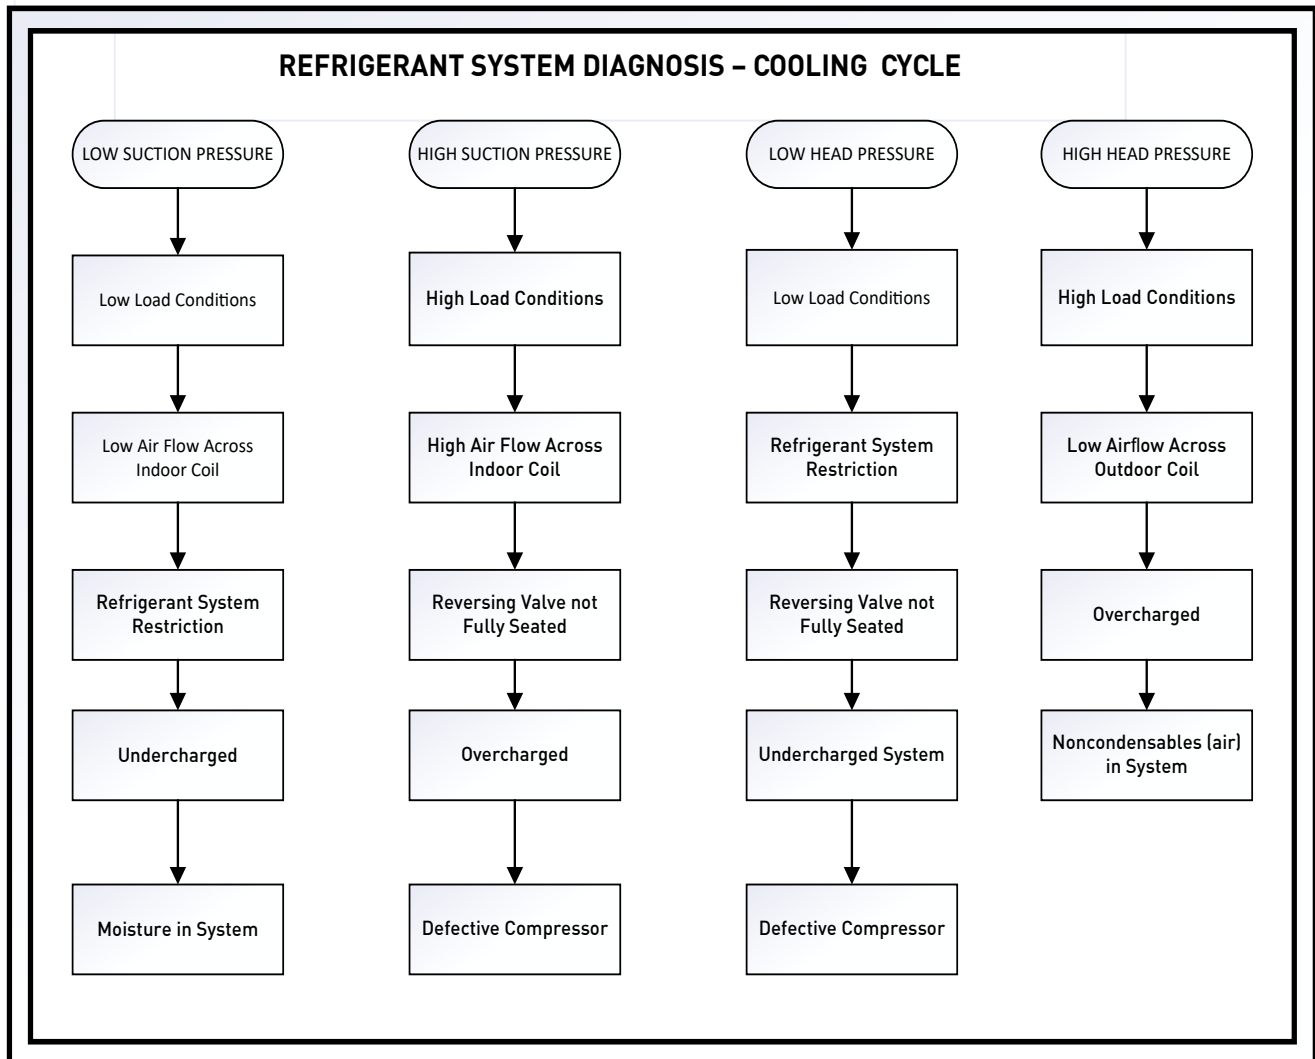 REFRIGERANT SYSTEM DIAGNOSIS – COOLING CYCLE
LOW SUCTION PRESSURE
Low Load Conditions
Low Air Flow Across
Indoor Coil
Refrigerant System
Restriction
Undercharged
Moisture in System
HIGH SUCTION PRESSURE
High Load Conditions
High Air Flow Across
Indoor Coil
Reversing Valve not
Fully Seated
Overcharged
Defective Compressor
LOW HEAD PRESSURE
Low Load Conditions
Refrigerant System
Restriction
Reversing Valve not
Fully Seated
Undercharged System
Defective Compressor
HIGH HEAD PRESSURE
High Load Conditions
Low Airflow Across
Outdoor Coil
Overcharged
Noncondensables (air)
in System